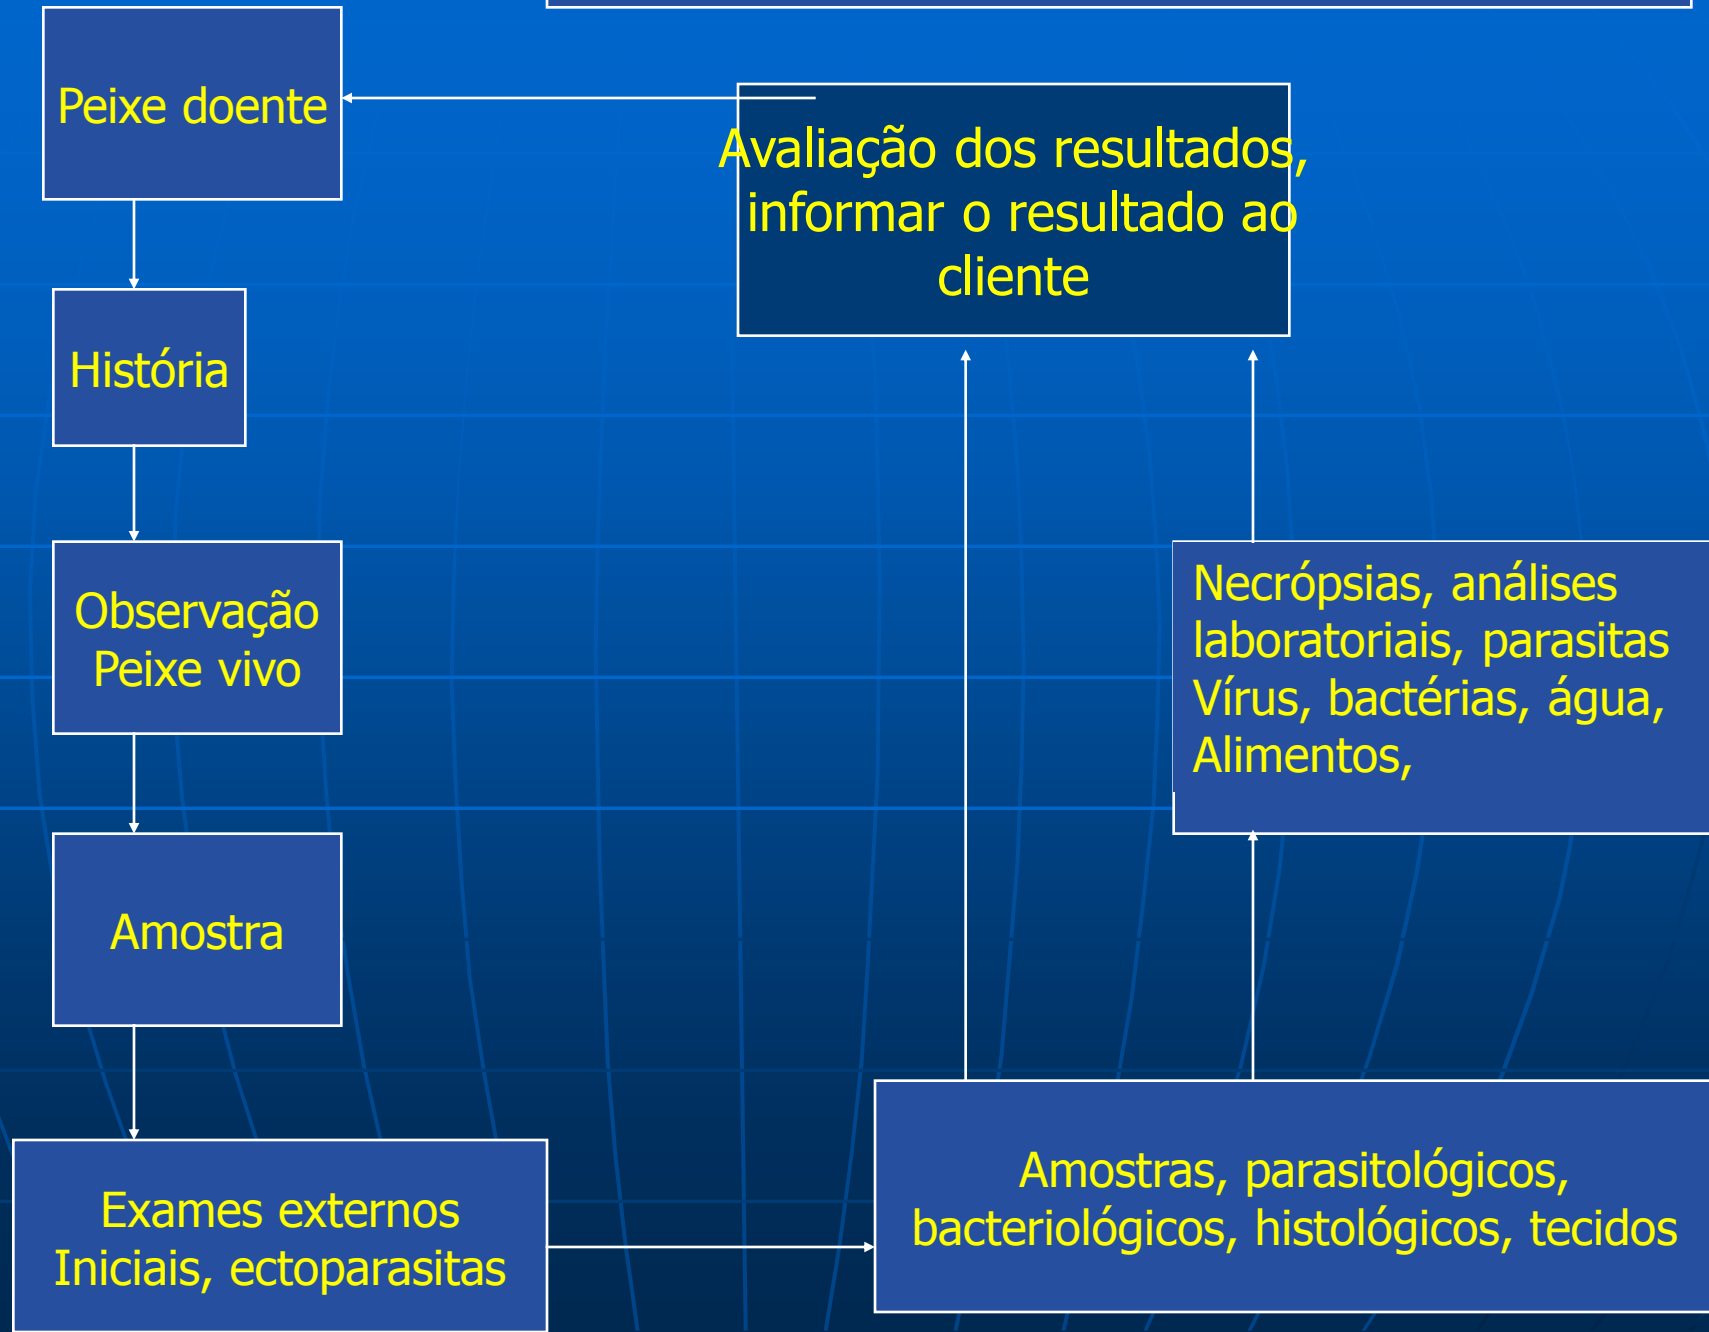 Peixe doente
Avaliação dos resultados,
informar o resultado ao
cliente
História
Observação
Peixe vivo
Necrópsias, análises
laboratoriais, parasitas
Vírus, bactérias, água,
Alimentos,
Amostra
Exames externos
Iniciais, ectoparasitas
Amostras, parasitológicos,
bacteriológicos, histológicos, tecidos